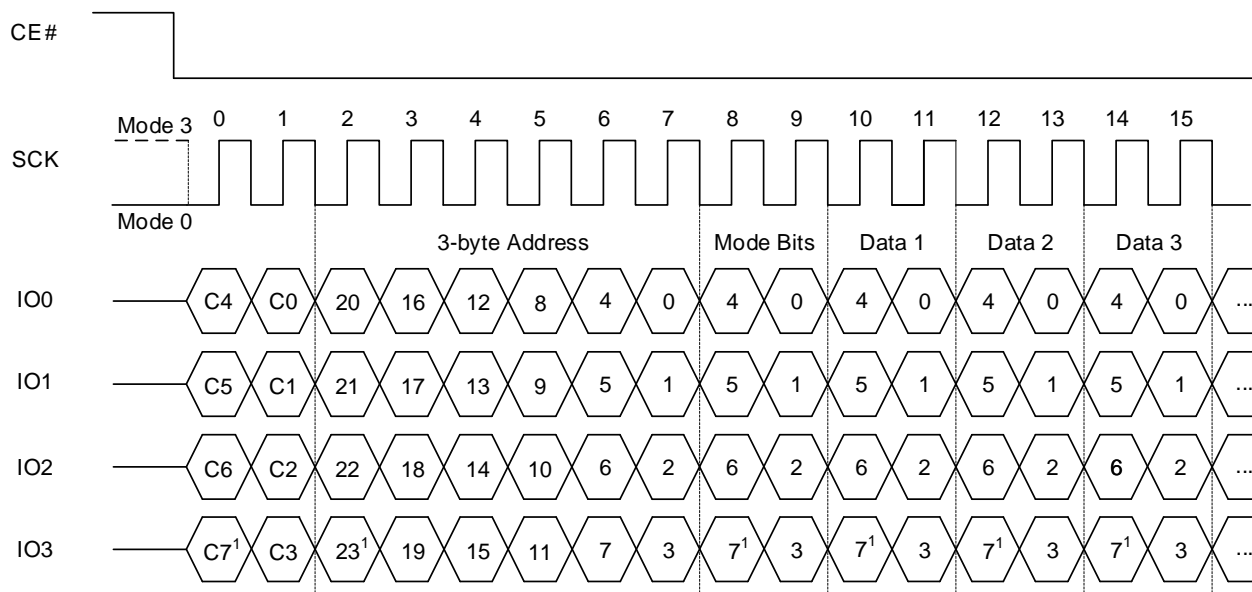 CE#
Mode 3 0 1 2 3 4 5 6 7 8 9 10 11 12 13 14 15
SCK
Mode 0
3-byte Address Mode Bits Data 1 Data 2 Data 3
IO0 C4 C0 20 16 12 8 4 0 4 0 4 0 4 0 4 0 ...
IO1 C5 C1 21 17 13 9 5 1 5 1 5 1 5 1 5 1 ...
IO2 C6 C2 22 18 14 10 6 2 6 2 6 2 6 2 6 2 ...
IO3 C7¹ C3 23¹ 19 15 11 7 3 7¹ 3 7¹ 3 7¹ 3 7¹ 3 ...